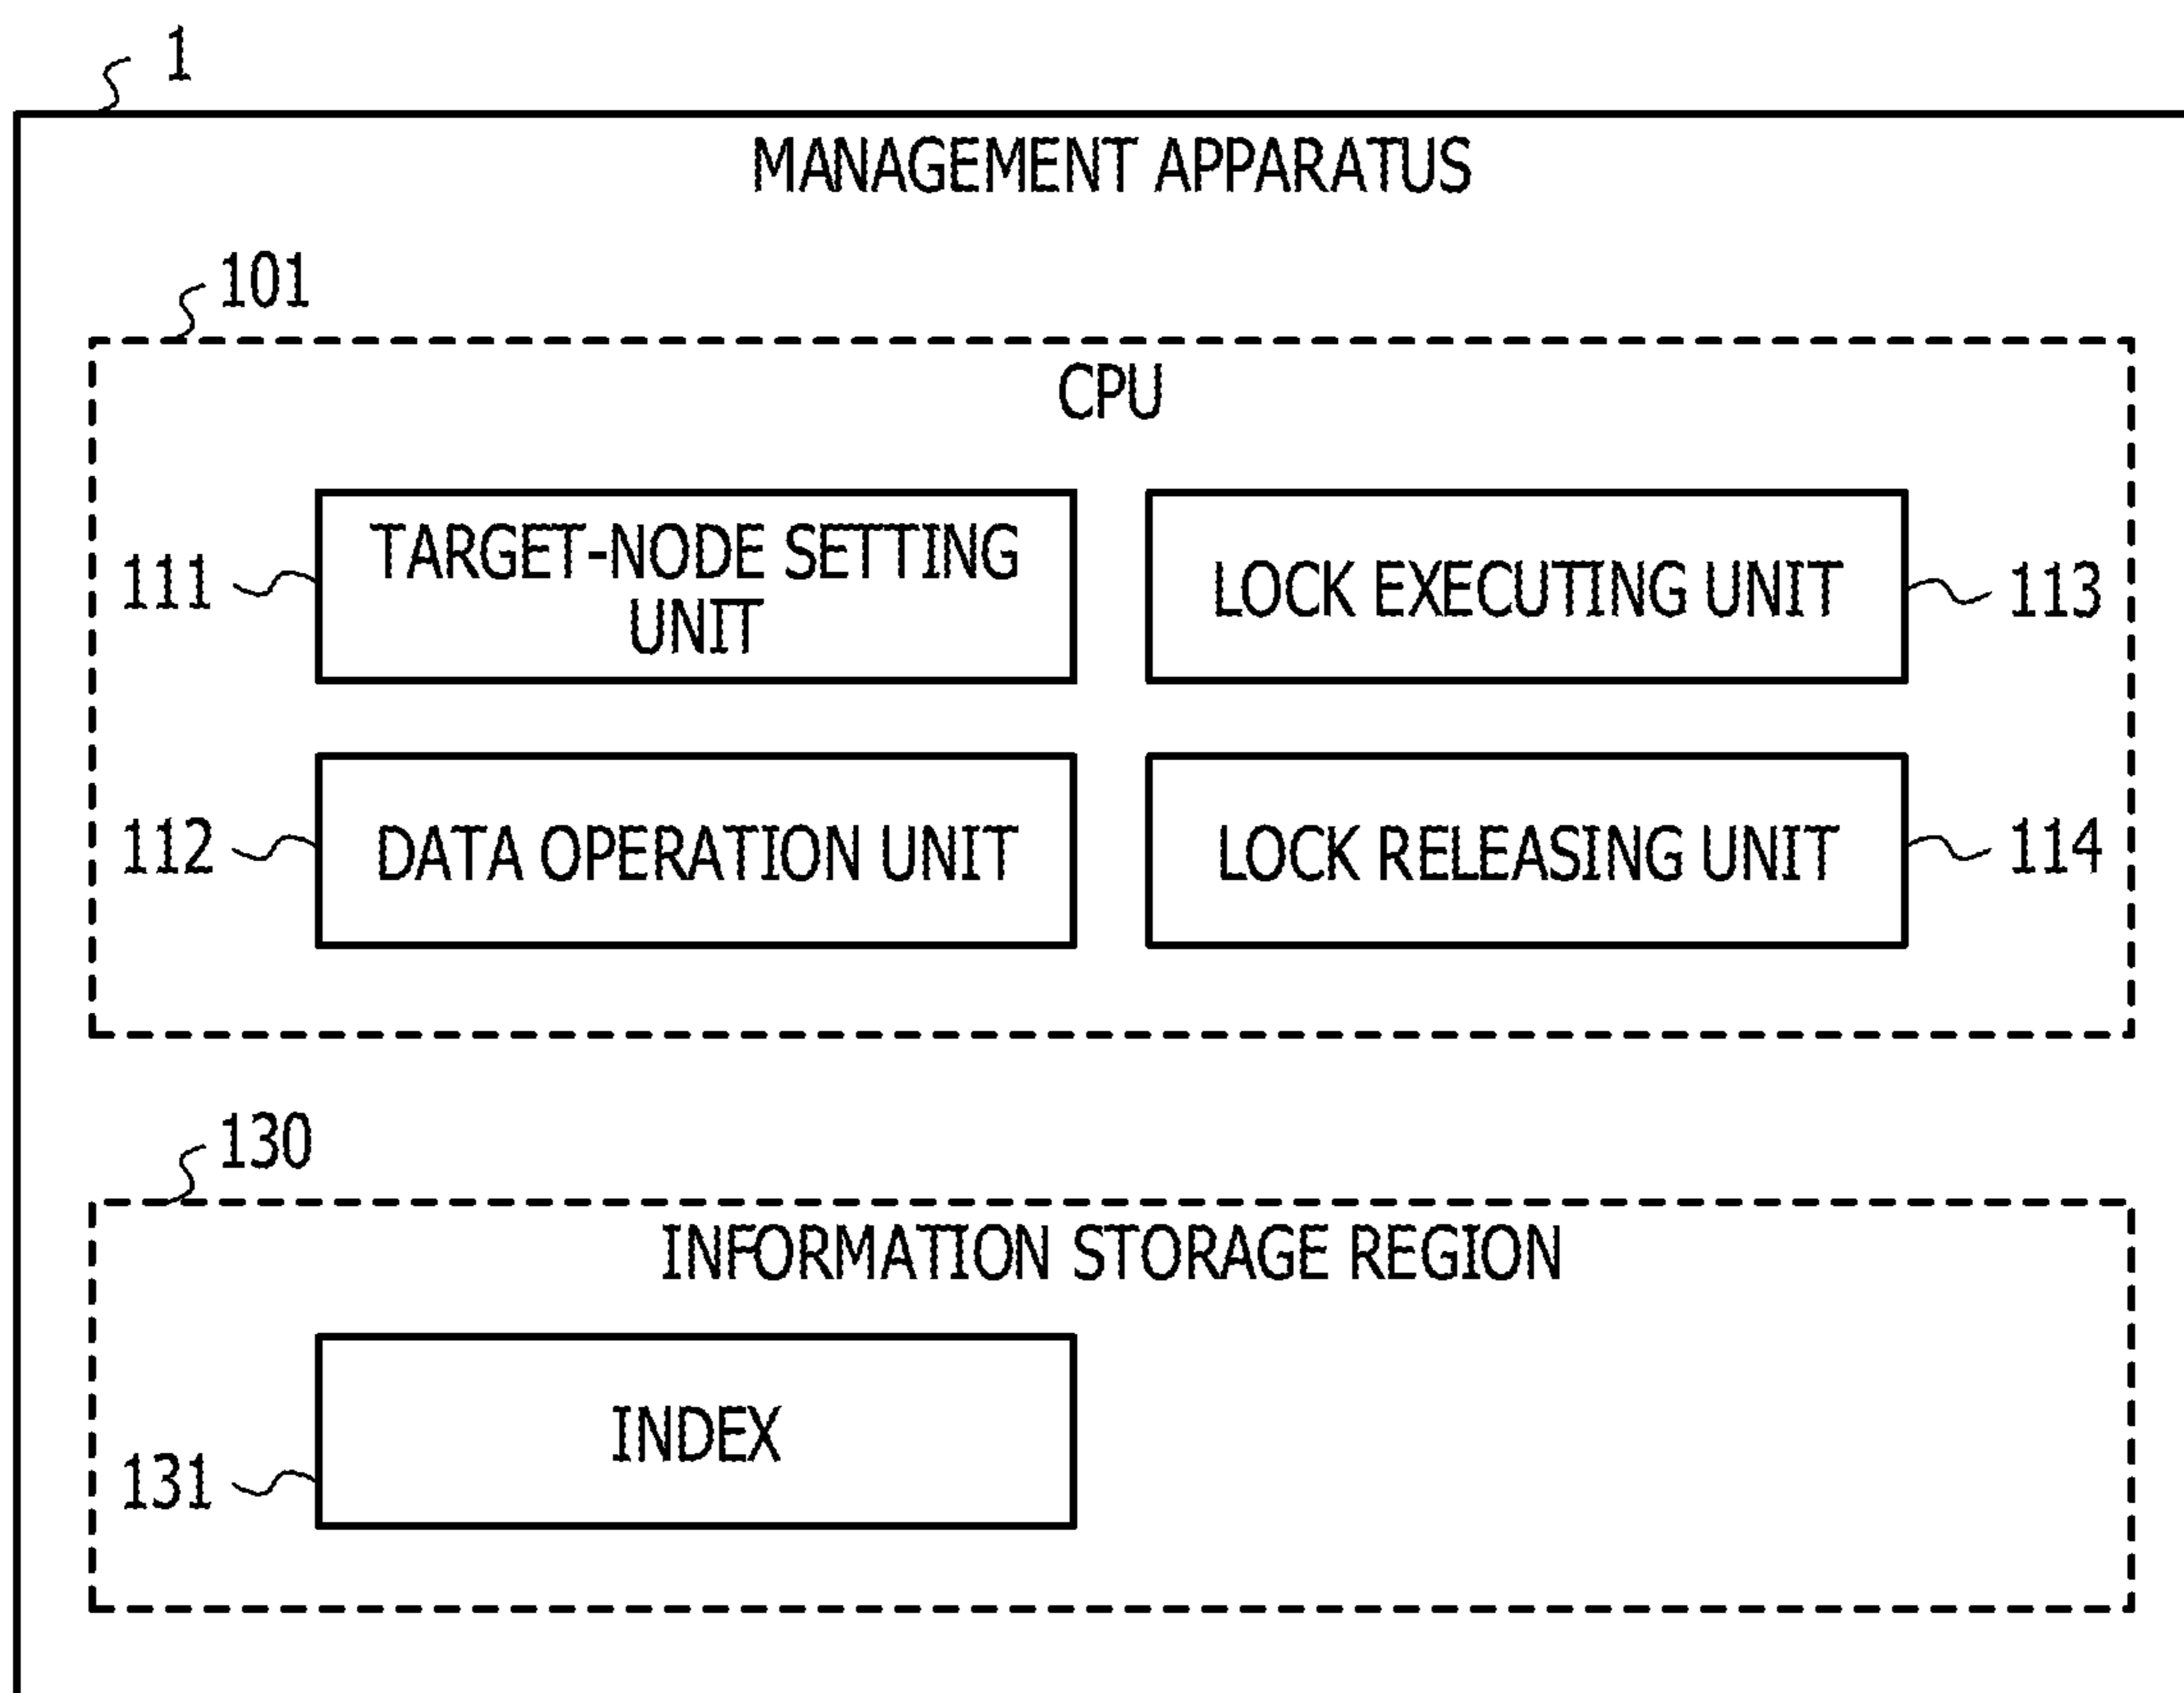 1
MANAGEMENT APPARATUS
101
CPU
111
TARGET-NODE SETTING
UNIT
LOCK EXECUTING UNIT
113
112
DATA OPERATION UNIT
LOCK RELEASING UNIT
114
130
INFORMATION STORAGE REGION
INDEX
131